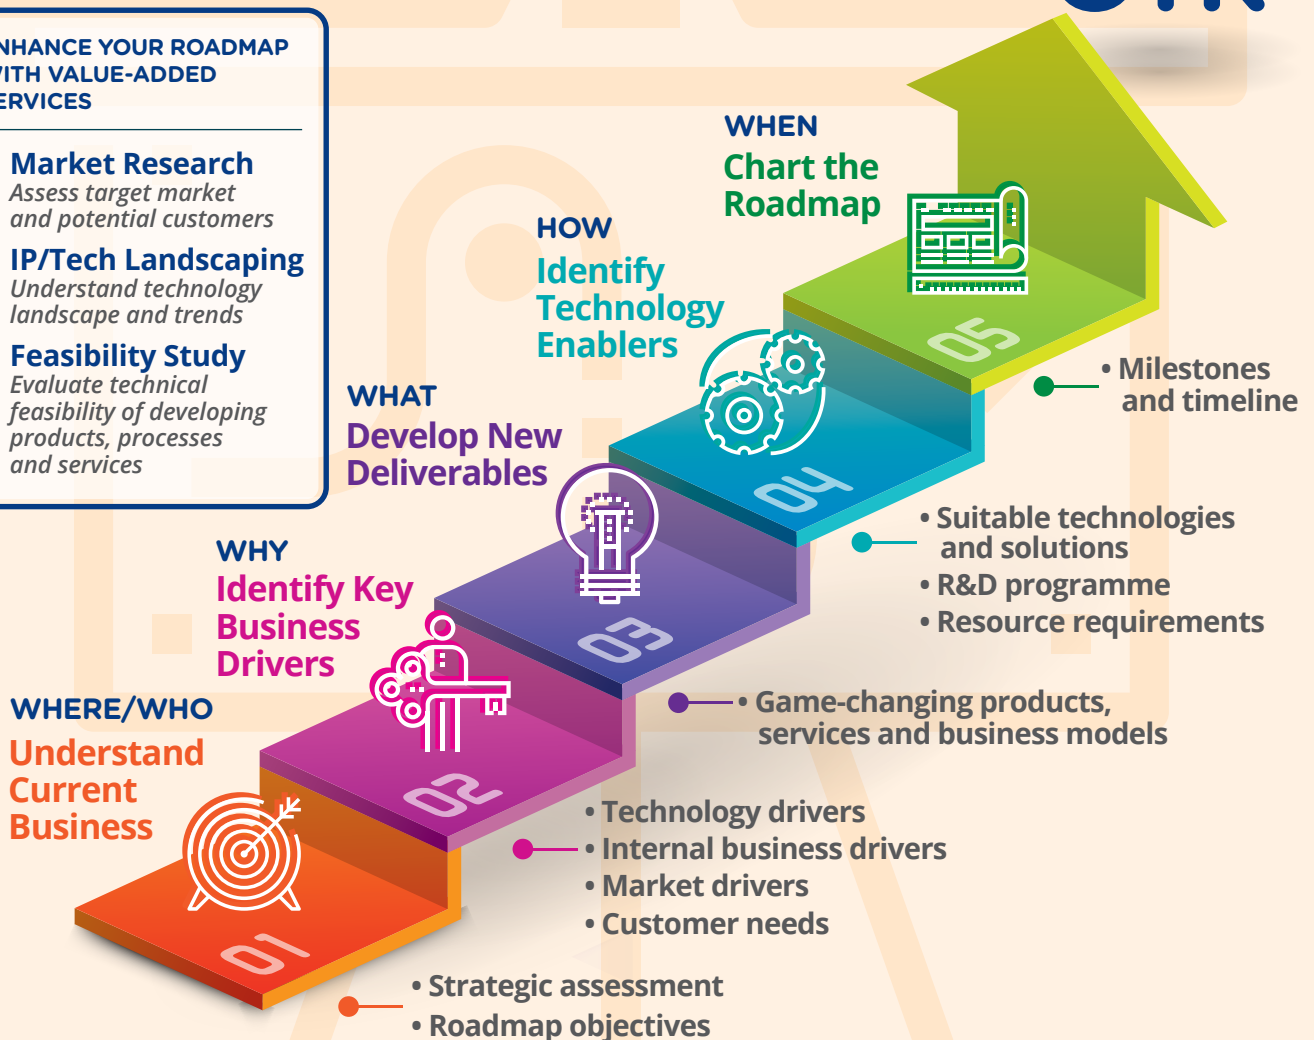 NHANCE YOUR ROADMAP
ITH VALUE-ADDED
ERVICES
Market Research
Assess target market
and potential customers
IP/Tech Landscaping
Understand technology
landscape and trends
Feasibility Study
Evaluate technical
feasibility of developing
products, processes
and services
WHEN
Chart the
Roadmap
05
• Milestones
and timeline
HOW
Identify
Technology
Enablers
04
• Suitable technologies
and solutions
• R&D programme
• Resource requirements
WHAT
Develop New
Deliverables
03
• Game-changing products,
services and business models
WHY
Identify Key
Business
Drivers
02
• Technology drivers
• Internal business drivers
• Market drivers
• Customer needs
WHERE/WHO
Understand
Current
Business
01
• Strategic assessment
• Roadmap objectives